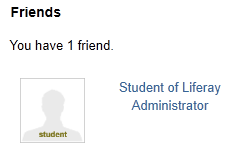 Friends
You have 1 friend.
Student of Liferay
Administrator
student